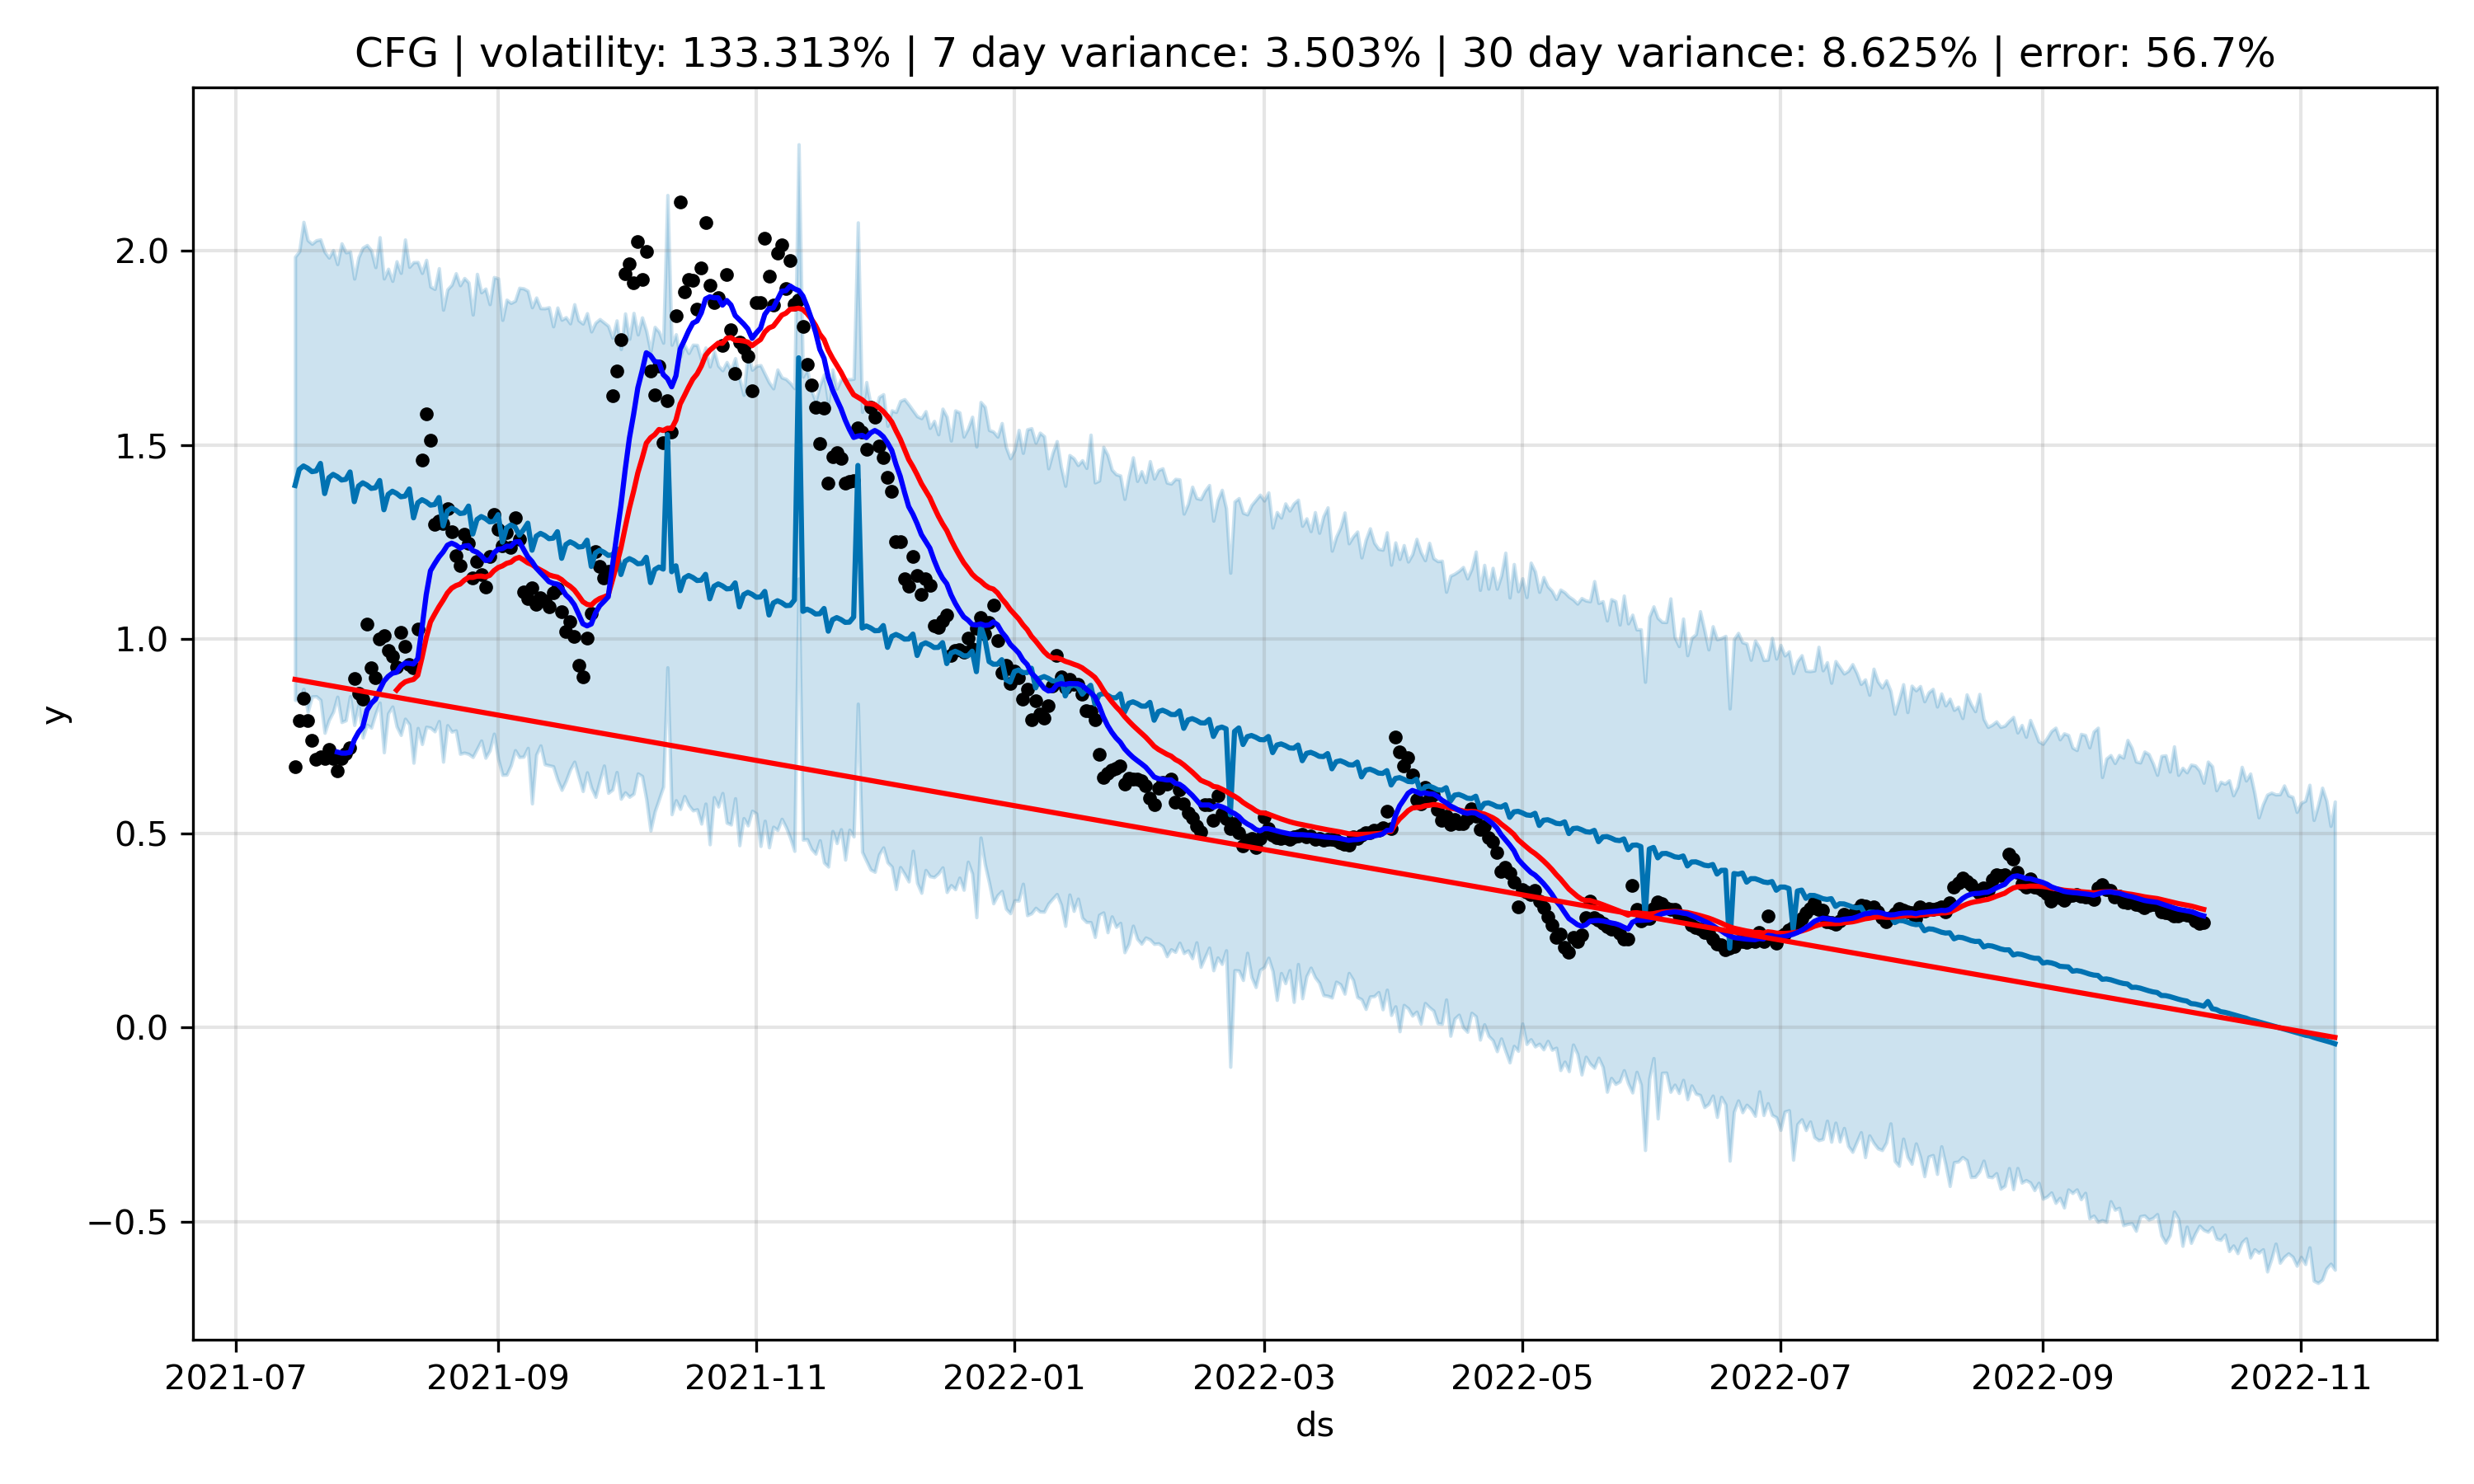 CFG | volatility: 133.313% | 7 day variance: 3.503% | 30 day variance: 8.625% | error: 56.7%
2.0
1.5
1.0
0.5
0.0
−0.5
y
2021-07 2021-09 2021-11 2022-01 2022-03 2022-05 2022-07 2022-09 2022-11
ds